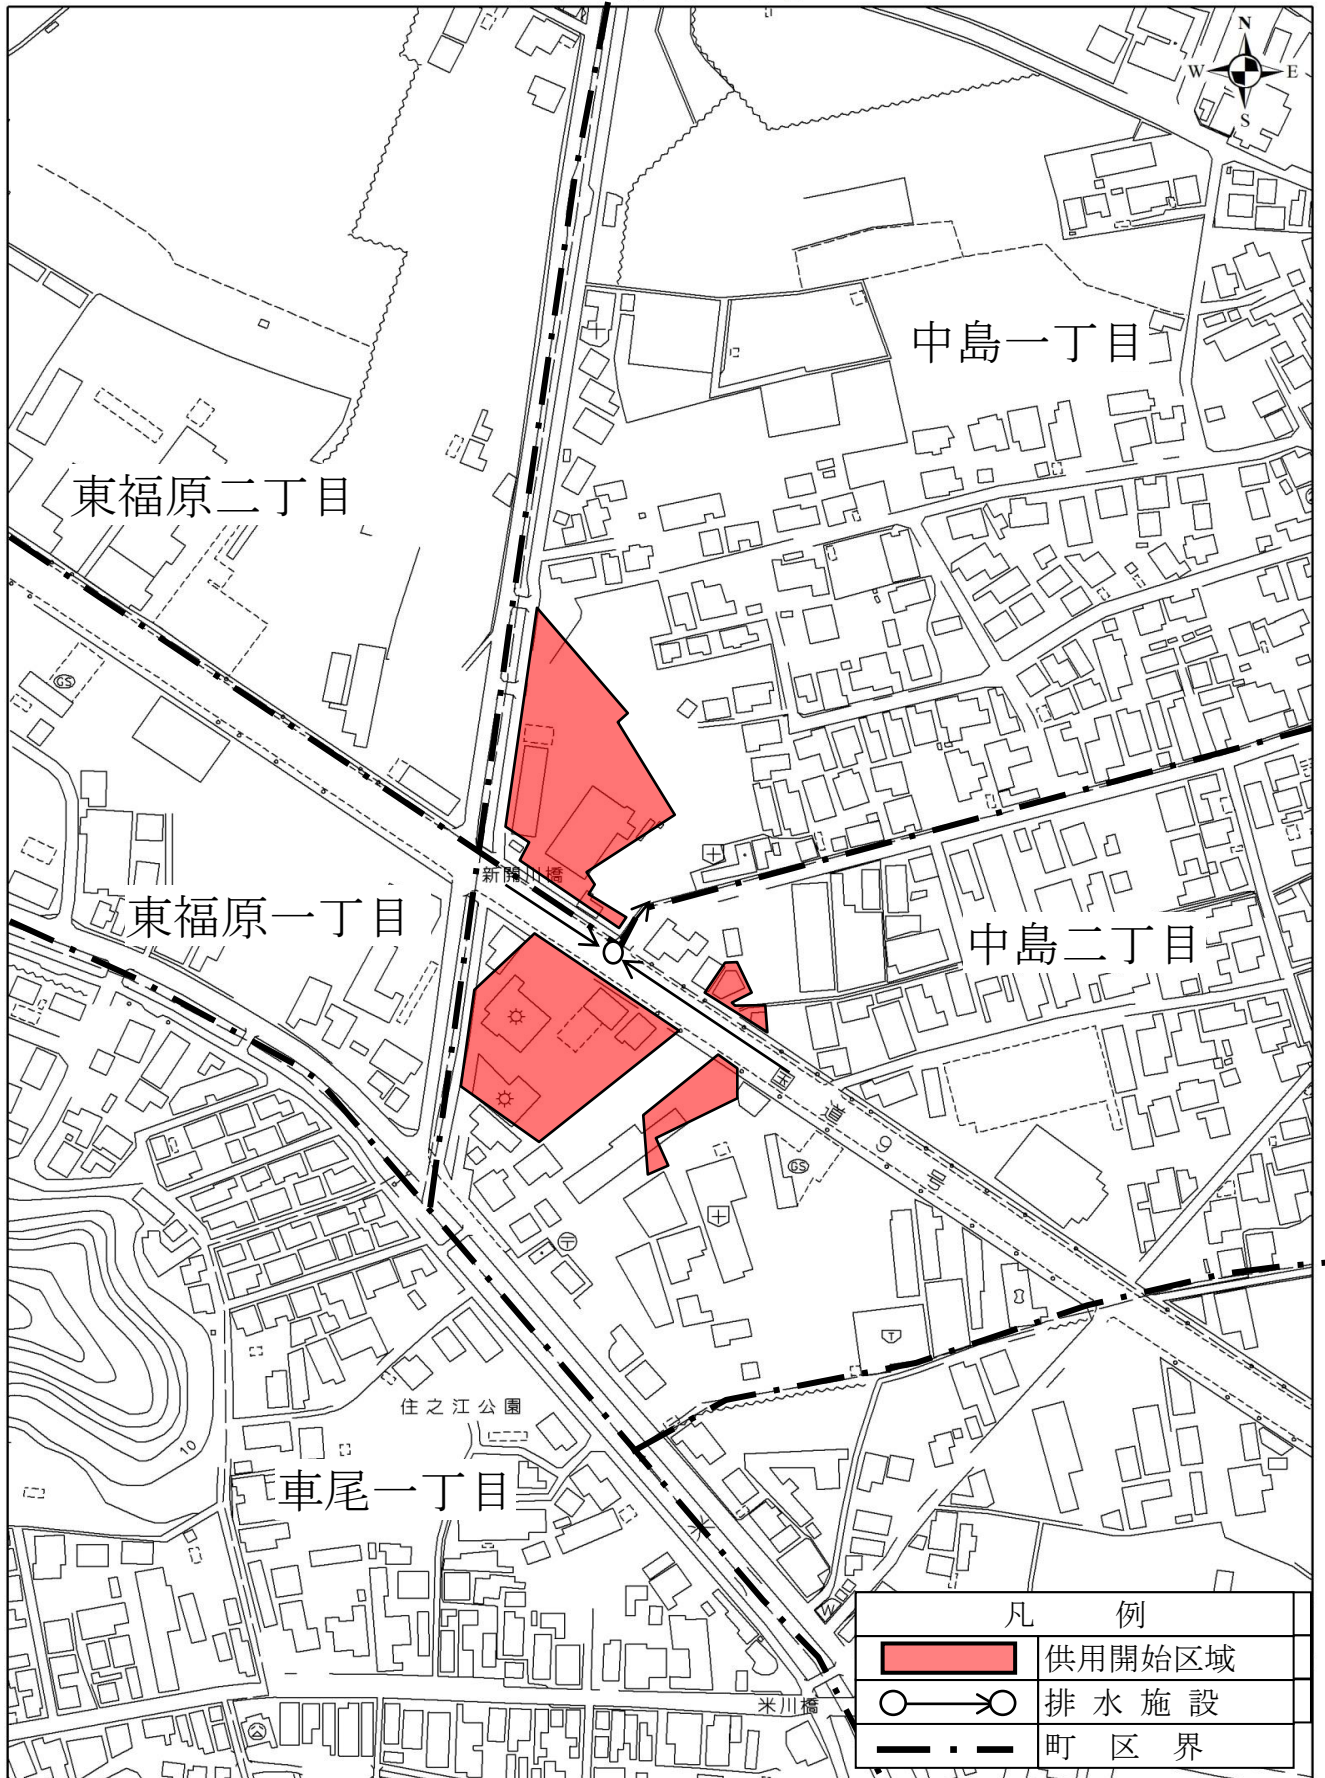 N
W E
S
中島一丁目
東福原二丁目
GS
新開川橋
東福原一丁目
中島二丁目
国道9号
GS
T
住之江公園
10
車尾一丁目
W
米川橋
凡 例
供用開始区域
排水施設
町区界